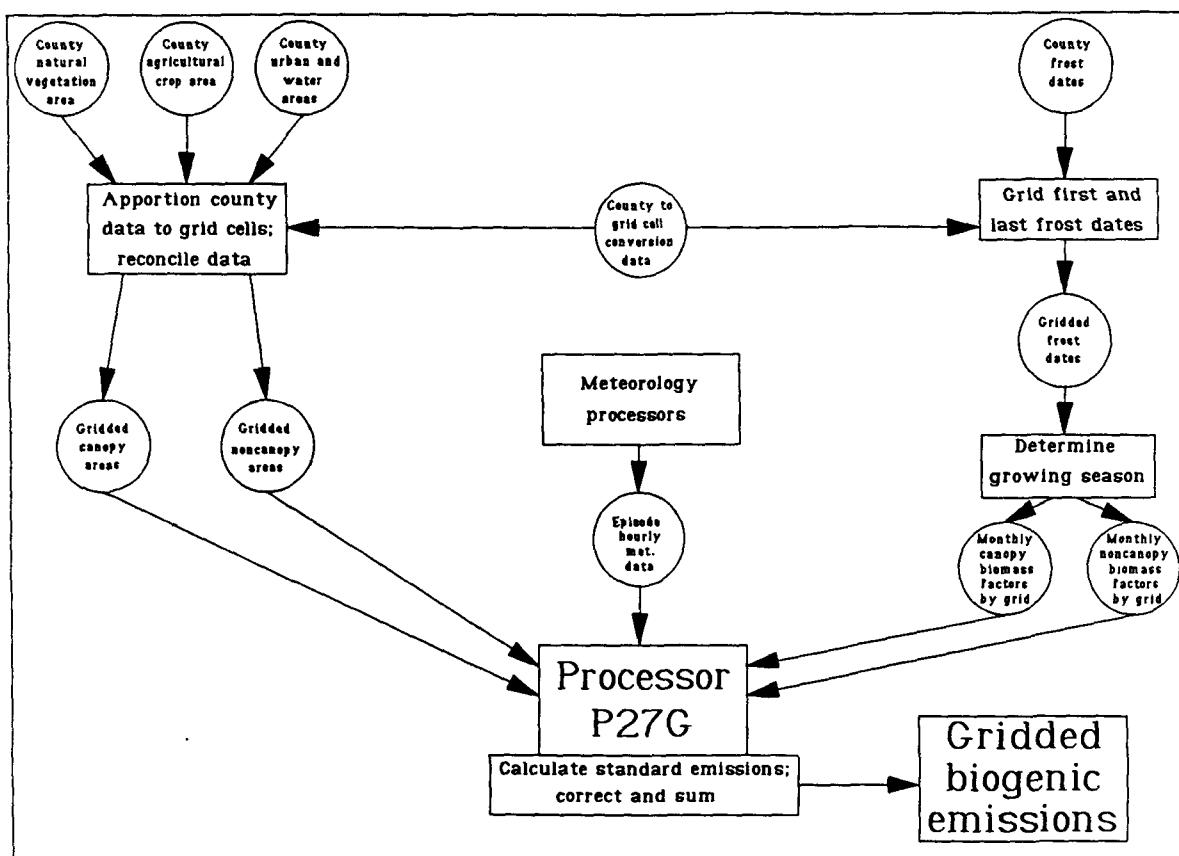 County
natural
vegetation
area
County
agricultural
crop area
County
urban and
water
areas
County
frost
dates
Apportion county
data to grid cells;
reconcile data
County to
grid cell
conversion
data
Grid first and
last frost dates
Gridded
frost
dates
Meteorology
processors
Gridded
canopy
areas
Gridded
noncanopy
areas
Determine
growing season
Episode
hourly
met.
data
Monthly
canopy
biomass
factors
by grid
Monthly
noncanopy
biomass
factors
by grid
Processor
P27G
Calculate standard emissions;
correct and sum
Gridded
biogenic
emissions